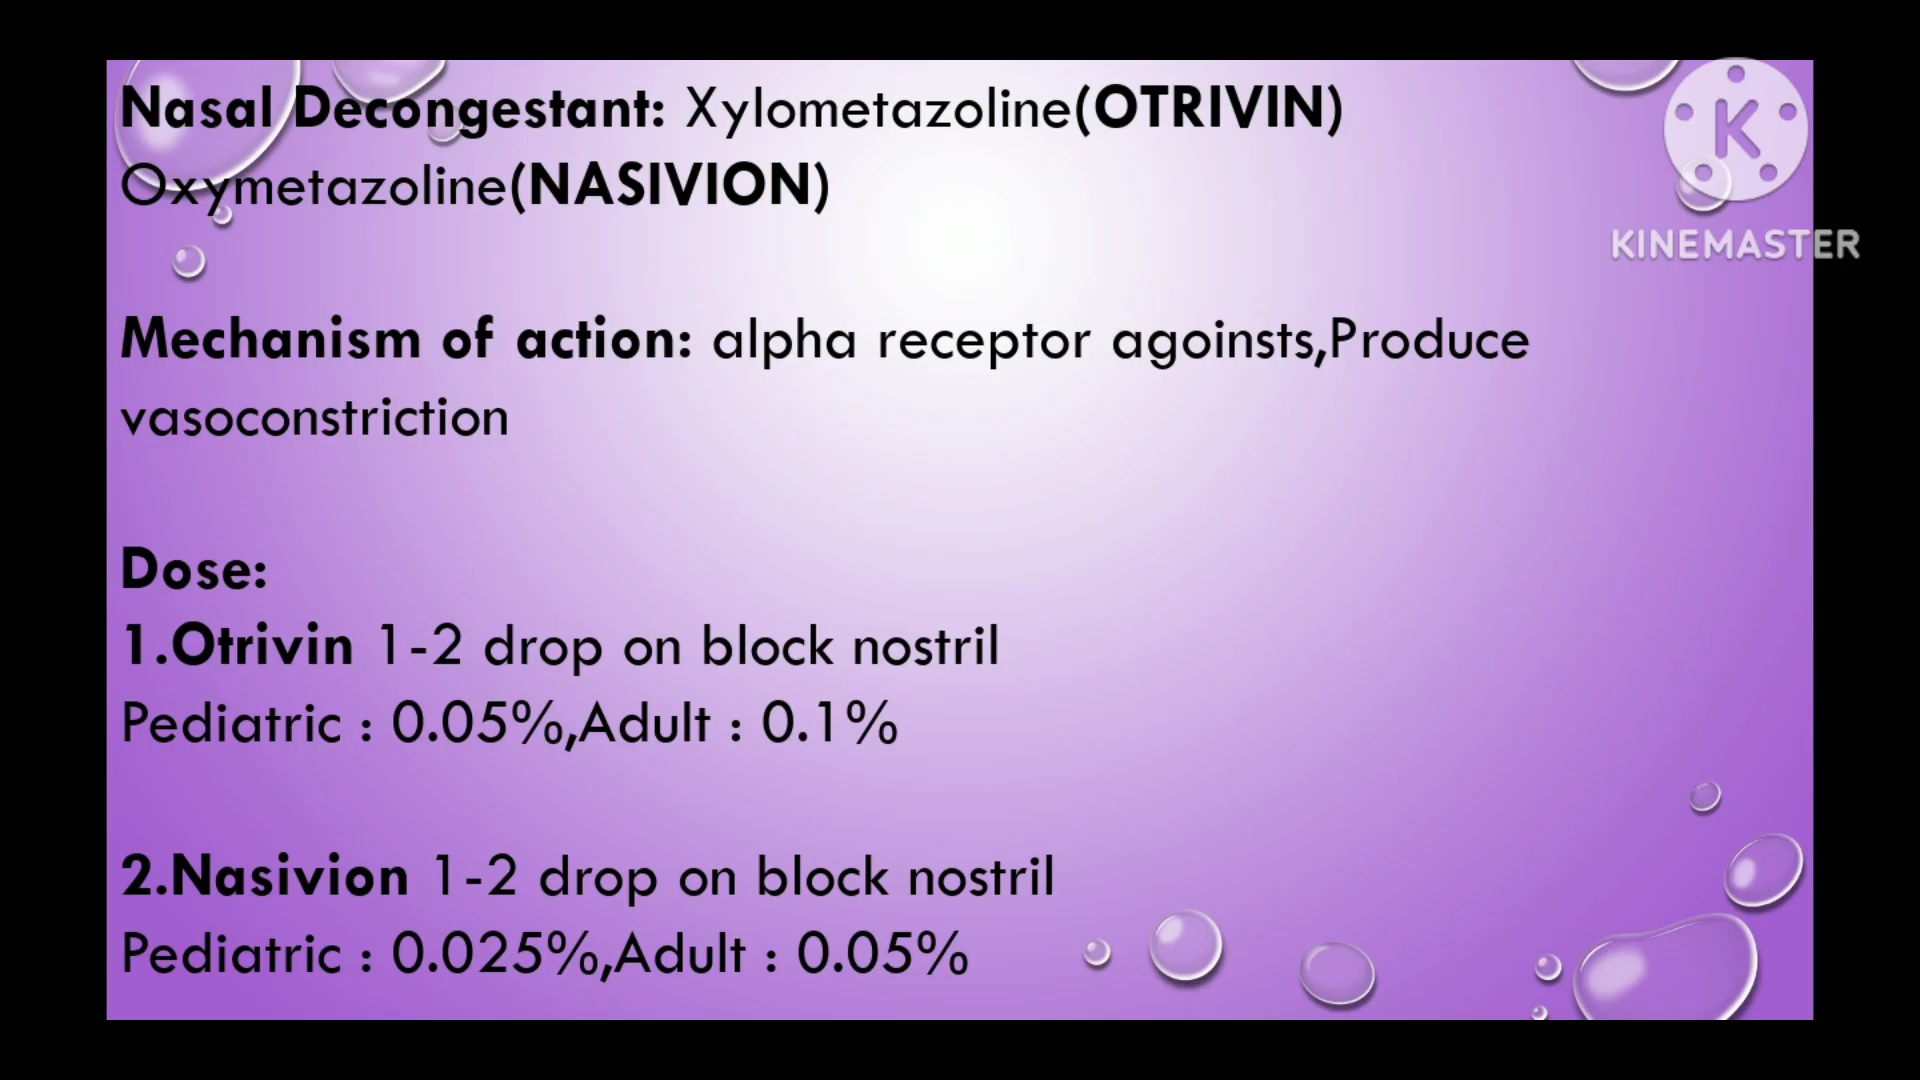 Nasal Decongestant: Xylometazoline(OTRIVIN)
Oxymetazoline(NASIVION)
K
KINEMASTER
Mechanism of action: alpha receptor agoinsts,Produce
vasoconstriction
Dose:
1.Otrivin 1-2 drop on block nostril
Pediatric : 0.05%,Adult : 0.1%
2.Nasivion 1-2 drop on block nostril
Pediatric : 0.025%,Adult : 0.05%